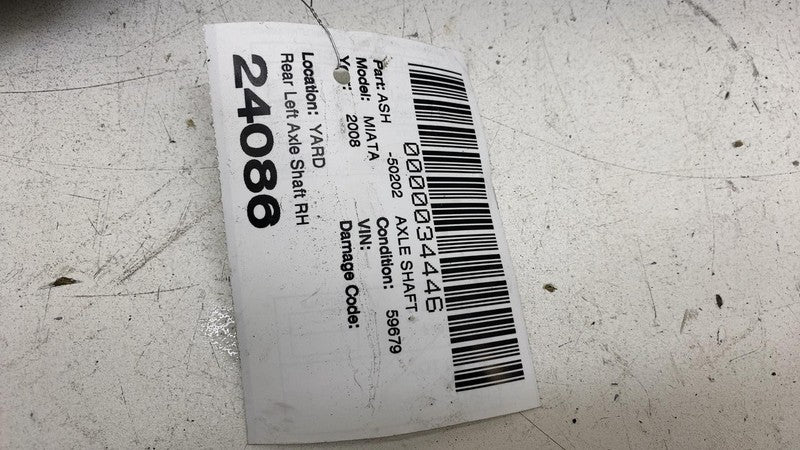 0000034446
Part: ASH -50202 AXLE SHAFT
Model: MIATA Condition: 59679
Year: 2008 VIN:
Damage Code:
Location: YARD
Rear Left Axle Shaft RH
24086